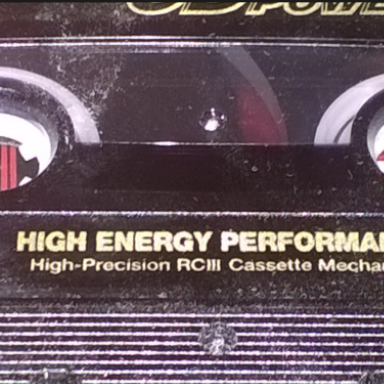 HIGH ENERGY PERFORMA
High-Precision RCIII Cassette Mecha